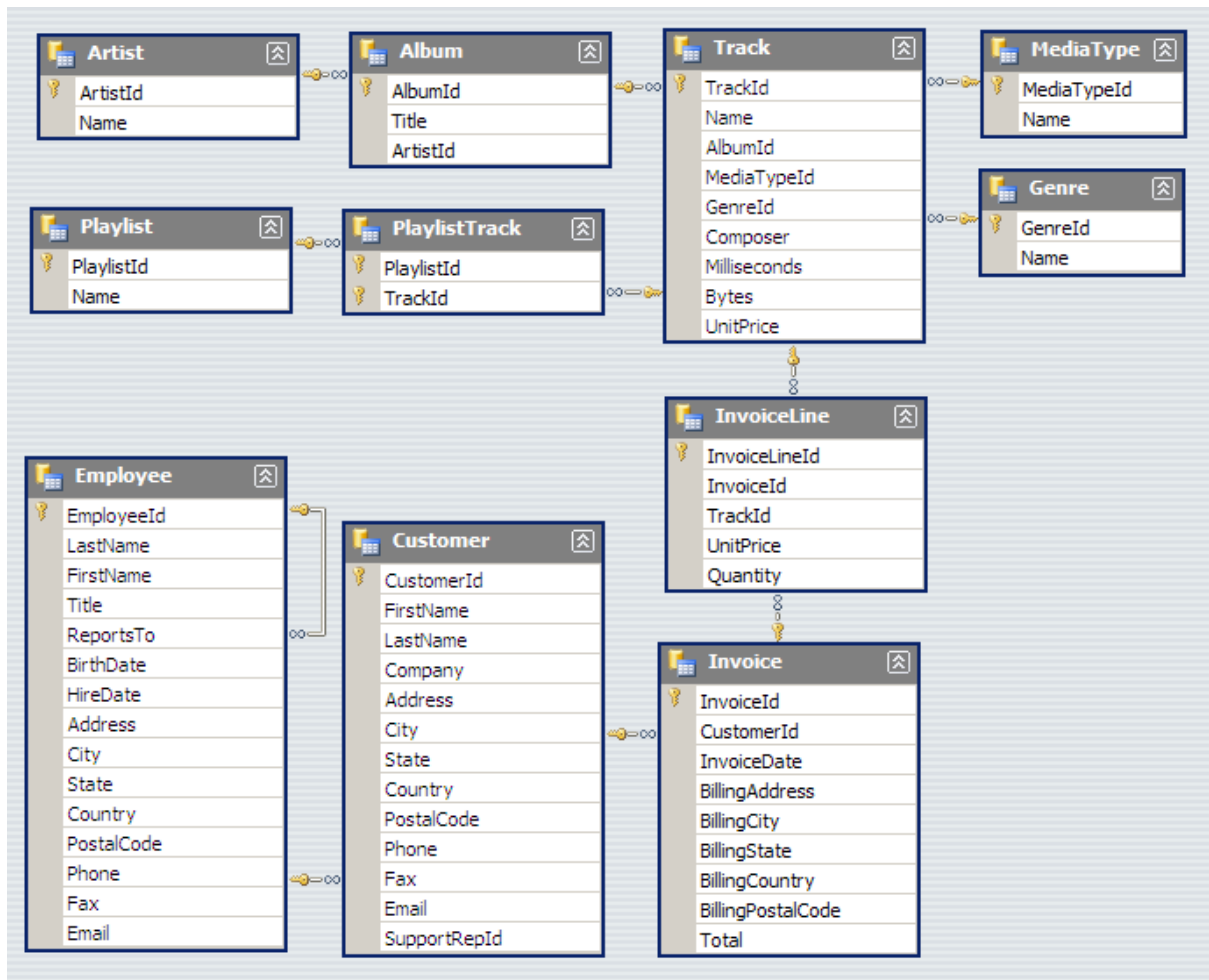 Artist
ArtistId
Name
Album
AlbumId
Title
ArtistId
Track
TrackId
Name
AlbumId
MediaTypeId
GenreId
Composer
Milliseconds
Bytes
UnitPrice
MediaType
MediaTypeId
Name
Genre
GenreId
Name
Playlist
PlaylistId
Name
PlaylistTrack
PlaylistId
TrackId
InvoiceLine
InvoiceLineId
InvoiceId
TrackId
UnitPrice
Quantity
Employee
EmployeeId
LastName
FirstName
Title
ReportsTo
BirthDate
HireDate
Address
City
State
Country
PostalCode
Phone
Fax
Email
Customer
CustomerId
FirstName
LastName
Company
Address
City
State
Country
PostalCode
Phone
Fax
Email
SupportRepId
Invoice
InvoiceId
CustomerId
InvoiceDate
BillingAddress
BillingCity
BillingState
BillingCountry
BillingPostalCode
Total